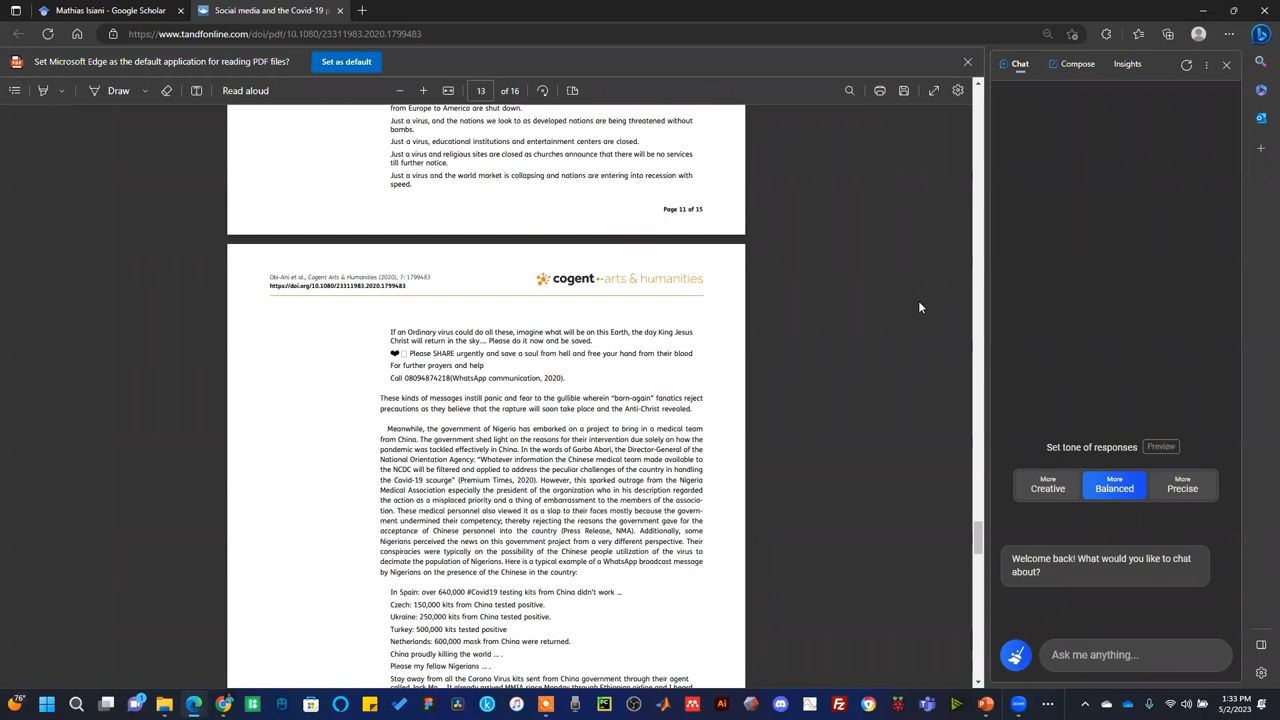 Mathias Isiani - Google Scholar
Social media and the Covid-19 p
https://www.tandfonline.com/doi/pdf/10.1080/23311983.2020.1799483
Set Microsoft Edge as the default application for reading PDF files?
Set as default
Chat
Compose
Insights
Draw
Read aloud
13
of 16
from Europe to America are shut down.
Just a virus, and the nations we look to as developed nations are being threatened without
bombs.
Just a virus, educational institutions and entertainment centers are closed.
Just a virus and religious sites are closed as churches announce that there will be no services
till further notice.
Just a virus and the world market is collapsing and nations are entering into recession with
speed.
Page 11 of 15
Obi-Ani et al., Cogent Arts & Humanities (2020), 7: 1799483
https://doi.org/10.1080/23311983.2020.1799483
cogent arts & humanities
If an Ordinary virus could do all these, imagine what will be on this Earth, the day King Jesus
Christ will return in the sky.... Please do it now and be saved.
Please SHARE urgently and save a soul from hell and free your hand from their blood
For further prayers and help
Call 08094874218(WhatsApp communication, 2020).
These kinds of messages instill panic and fear to the gullible wherein “born-again” fanatics reject
precautions as they believe that the rapture will soon take place and the Anti-Christ revealed.
Meanwhile, the government of Nigeria has embarked on a project to bring in a medical team
from China. The government shed light on the reasons for their intervention due solely on how the
pandemic was tackled effectively in China. In the words of Garba Abari, the Director-General of the
National Orientation Agency: “Whatever information the Chinese medical team made available to
the NCDC will be filtered and applied to address the peculiar challenges of the country in handling
the Covid-19 scourge” (Premium Times, 2020). However, this sparked outrage from the Nigeria
Medical Association especially the president of the organization who in his description regarded
the action as a misplaced priority and a thing of embarrassment to the members of the associa-
tion. These medical personnel also viewed it as a slap to their faces mostly because the govern-
ment undermined their competency; thereby rejecting the reasons the government gave for the
acceptance of Chinese personnel into the country (Press Release, NMA). Additionally, some
Nigerians perceived the news on this government project from a very different perspective. Their
conspiracies were typically on the possibility of the Chinese people utilization of the virus to
decimate the population of Nigerians. Here is a typical example of a WhatsApp broadcast message
by Nigerians on the presence of the Chinese in the country:
In Spain: over 640,000 #Covid19 testing kits from China didn’t work ...
Czech: 150,000 kits from China tested positive.
Ukraine: 250,000 kits from China tested positive.
Turkey: 500,000 kits tested positive
Netherlands: 600,000 mask from China were returned.
China proudly killing the world ... .
Please my fellow Nigerians ... .
Stay away from all the Corona Virus kits sent from China government through their agent
called Jack Ma
It already arrived MMIA since Monday through Ethiopian airline and I heard
Preview
More
Creative
More
Balanced
More
Precise
Welcome back! What would you like to chat
about?
Ask me anything...
76°
5/2/2023